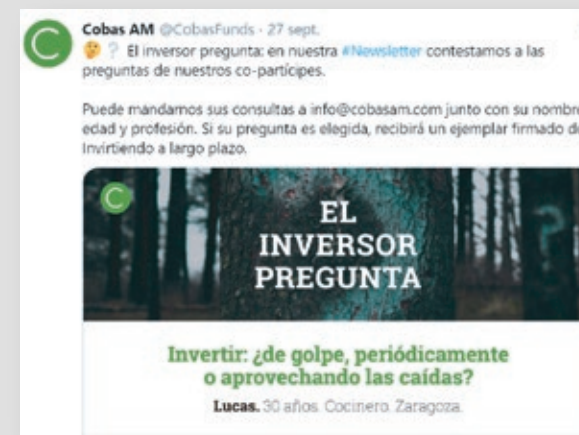 Cobas AM @CobasFunds · 27 sept.
🤔 ? El inversor pregunta: en nuestra #Newsletter contestamos a las
preguntas de nuestros co-partícipes.
Puede mandarnos sus consultas a info@cobasam.com junto con su nombre
edad y profesión. Si su pregunta es elegida, recibirá un ejemplar firmado de
Invirtiendo a largo plazo.
EL
INVERSOR
PREGUNTA
Invertir: ¿de golpe, periódicamente
o aprovechando las caídas?
Lucas. 30 años. Cocinero. Zaragoza.